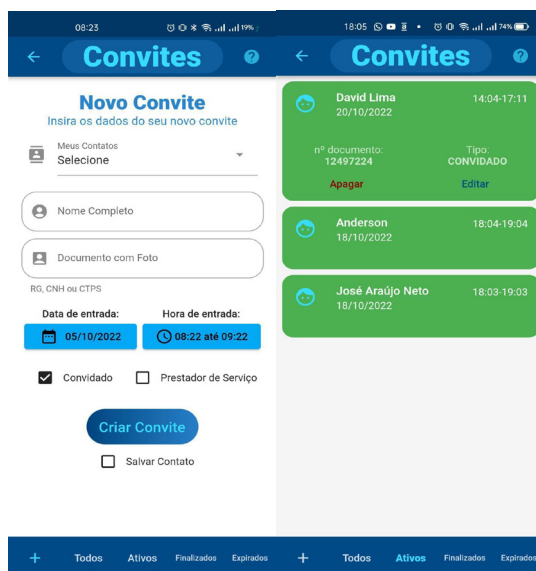 08:23
19%
Convites
?
Novo Convite
Insira os dados do seu novo convite
Meus Contatos
Selecione
Nome Completo
Documento com Foto
RG, CNH ou CTPS
Data de entrada:
Hora de entrada:
05/10/2022
08:22 até 09:22
Convidado
Prestador de Serviço
Criar Convite
Salvar Contato
+
Todos
Ativos
Finalizados
Expirados
18:05
74%
Convites
?
David Lima
14:04-17:11
20/10/2022
nº documento:
Tipo:
12497224
CONVIDADO
Apagar
Editar
Anderson
18:04-19:04
18/10/2022
José Araújo Neto
18:03-19:03
18/10/2022
+
Todos
Ativos
Finalizados
Expirados